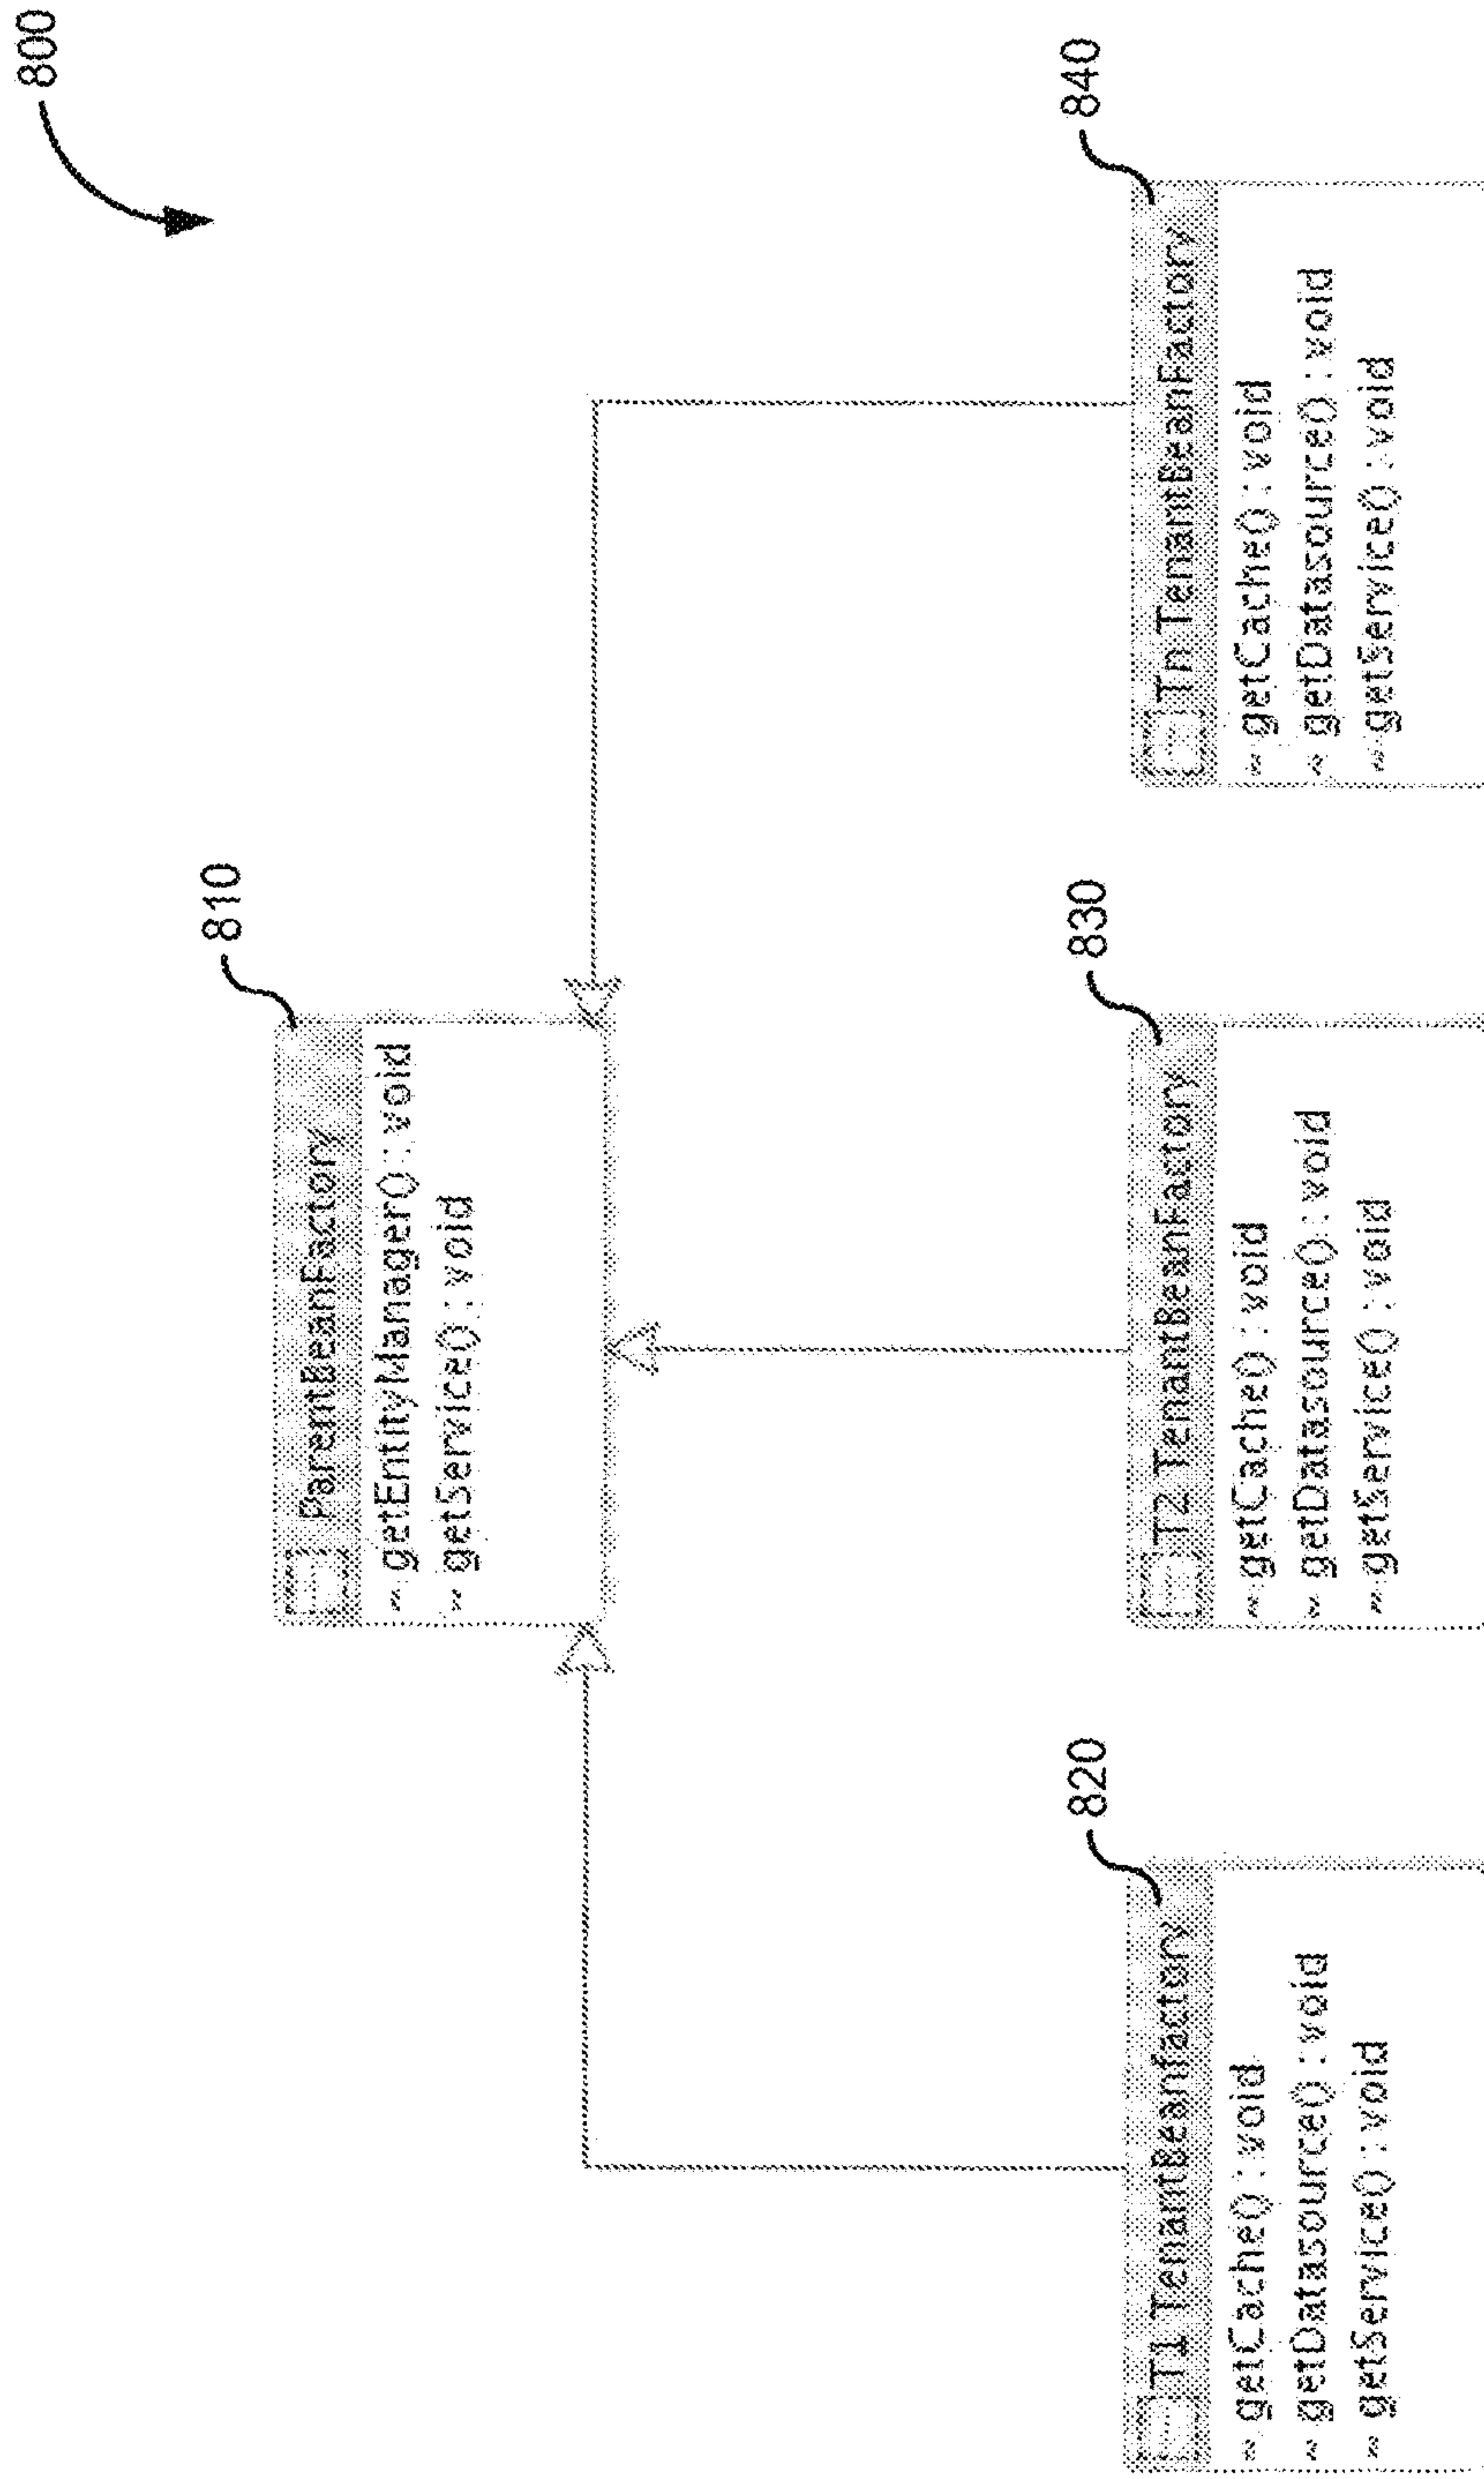 800
810
ParentBeanFactory
~ getEntityManager() : void
~ getService() : void
820
T1 TenantBeanfactory
~ getCache() : void
~ getDatasource() : void
~ getService() : void
830
T2 TenantBeanFactory
~ getCache() : void
~ getDatasource() : void
~ getService() : void
840
Tn TenantBeanFactory
~ getCache() : void
~ getDatasource() : void
~ getService() : void